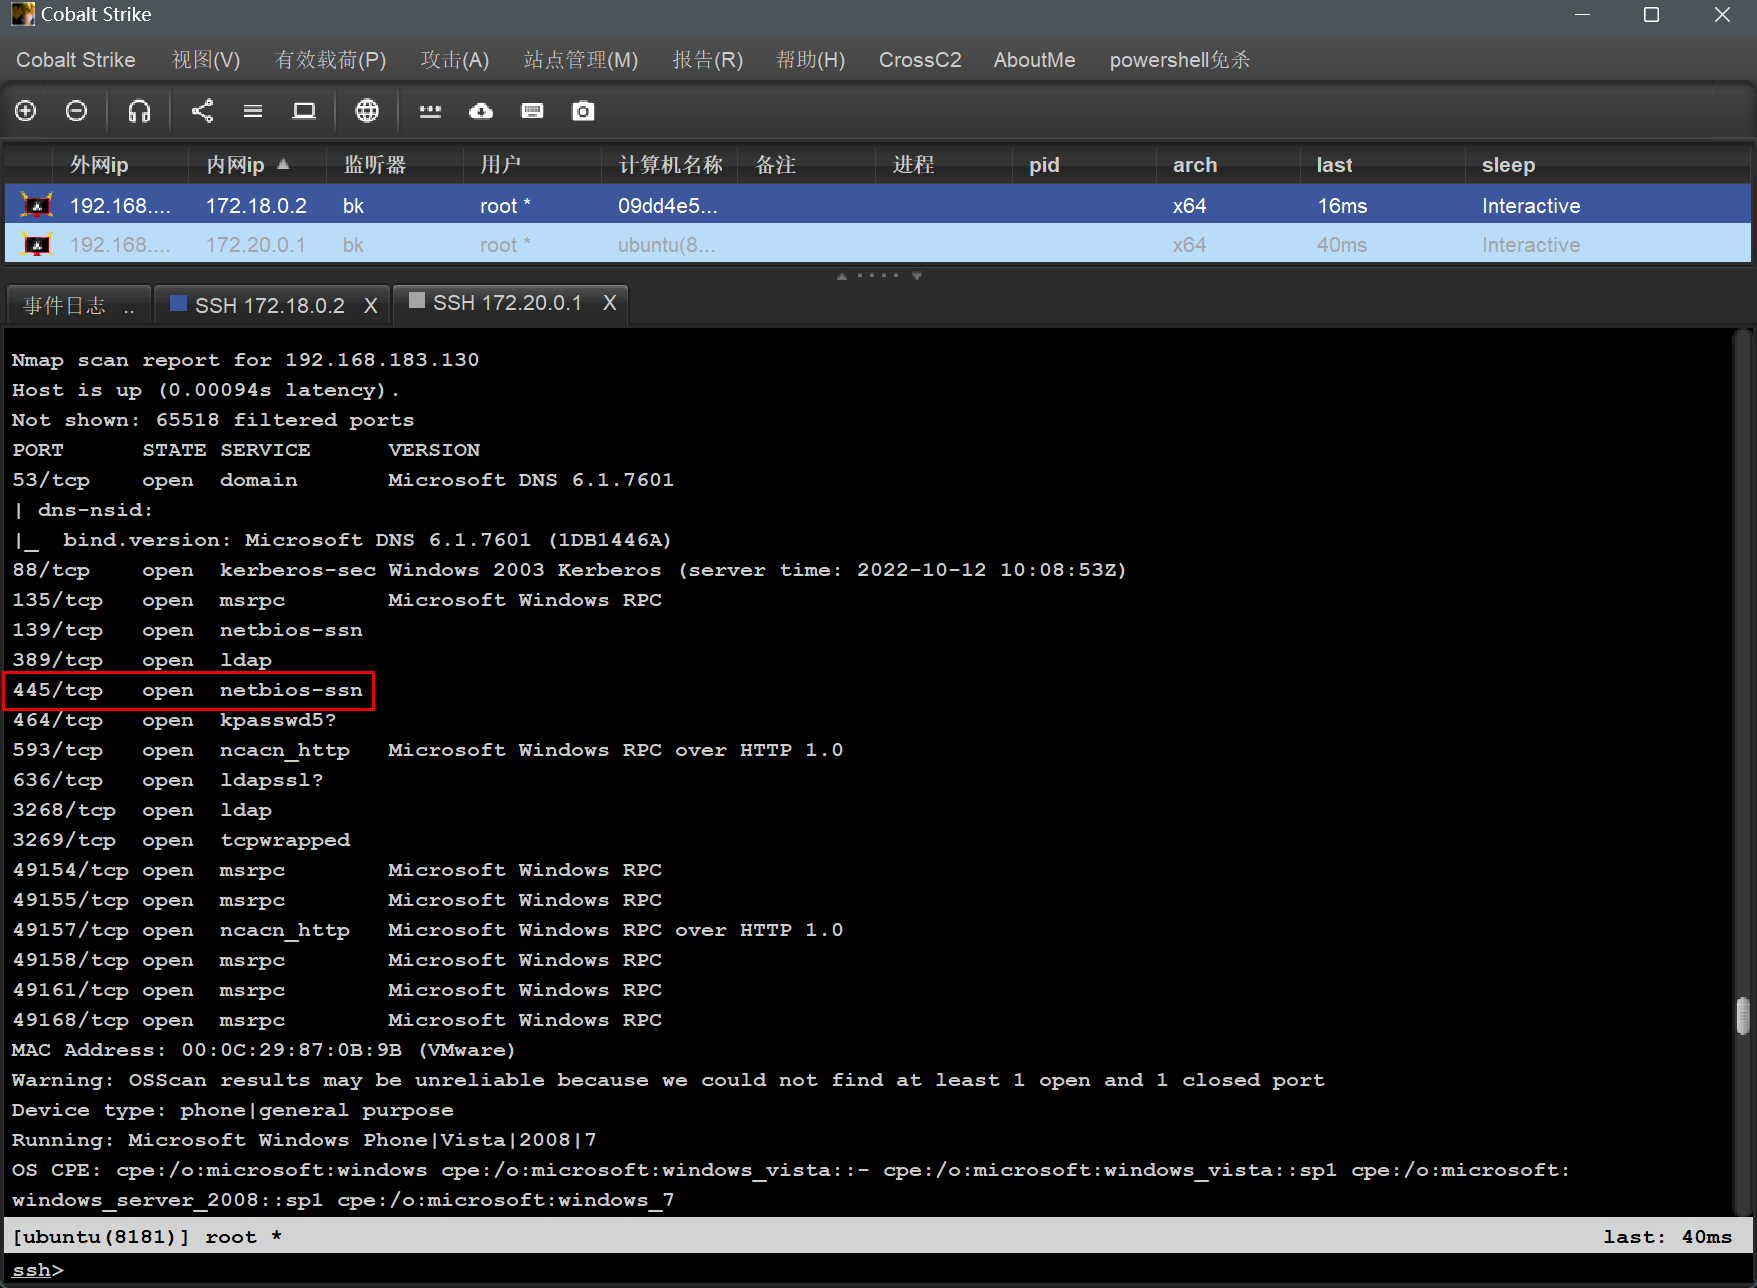 Cobalt Strike
Cobalt Strike 视图(V) 有效载荷(P) 攻击(A) 站点管理(M) 报告(R) 帮助(H) CrossC2 AboutMe powershell免杀
外网ip 内网ip 监听器 用户 计算机名称 备注 进程 pid arch last sleep
192.168.... 172.18.0.2 bk root * 09dd4e5... x64 16ms Interactive
192.168.... 172.20.0.1 bk root * ubuntu(8... x64 40ms Interactive
事件日志 .. SSH 172.18.0.2 X SSH 172.20.0.1 X
Nmap scan report for 192.168.183.130
Host is up (0.00094s latency).
Not shown: 65518 filtered ports
PORT STATE SERVICE VERSION
53/tcp open domain Microsoft DNS 6.1.7601
| dns-nsid:
|_ bind.version: Microsoft DNS 6.1.7601 (1DB1446A)
88/tcp open kerberos-sec Windows 2003 Kerberos (server time: 2022-10-12 10:08:53Z)
135/tcp open msrpc Microsoft Windows RPC
139/tcp open netbios-ssn
389/tcp open ldap
445/tcp open netbios-ssn
464/tcp open kpasswd5?
593/tcp open ncacn_http Microsoft Windows RPC over HTTP 1.0
636/tcp open ldapssl?
3268/tcp open ldap
3269/tcp open tcpwrapped
49154/tcp open msrpc Microsoft Windows RPC
49155/tcp open msrpc Microsoft Windows RPC
49157/tcp open ncacn_http Microsoft Windows RPC over HTTP 1.0
49158/tcp open msrpc Microsoft Windows RPC
49161/tcp open msrpc Microsoft Windows RPC
49168/tcp open msrpc Microsoft Windows RPC
MAC Address: 00:0C:29:87:0B:9B (VMware)
Warning: OSScan results may be unreliable because we could not find at least 1 open and 1 closed port
Device type: phone|general purpose
Running: Microsoft Windows Phone|Vista|2008|7
OS CPE: cpe:/o:microsoft:windows cpe:/o:microsoft:windows_vista::- cpe:/o:microsoft:windows_vista::sp1 cpe:/o:microsoft:
windows_server_2008::sp1 cpe:/o:microsoft:windows_7
[ubuntu(8181)] root * last: 40ms
ssh>